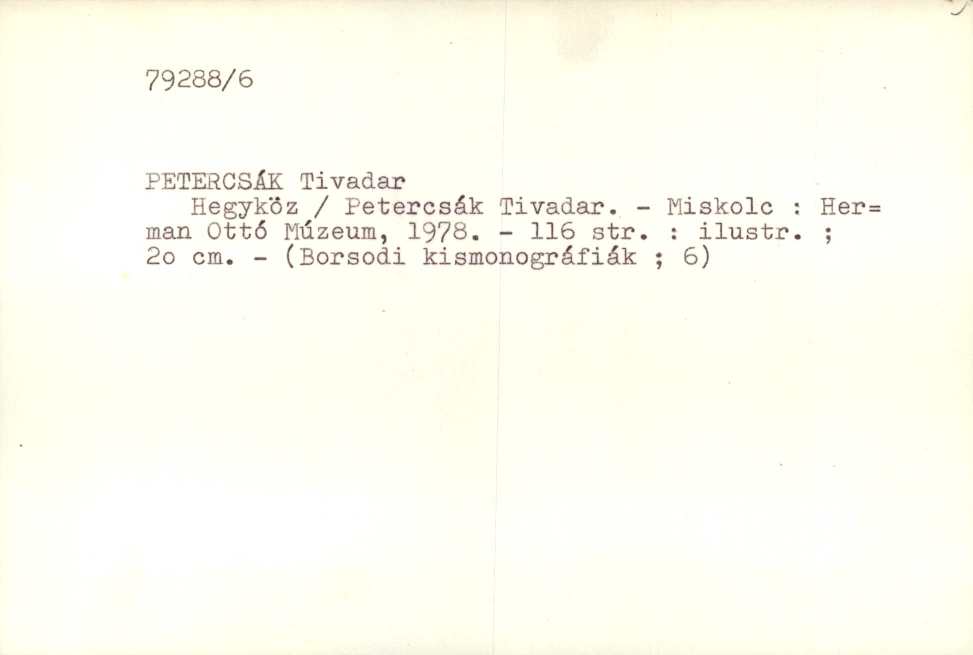 79288/6
PETERCSÁK Tivadar
Hegyköz / Petercsák Tivadar. - Miskolc : Her=
man Ottó Múzeum, 1978. - 116 str. : ilustr. ;
2o cm. - (Borsodi kismonográfiák ; 6)